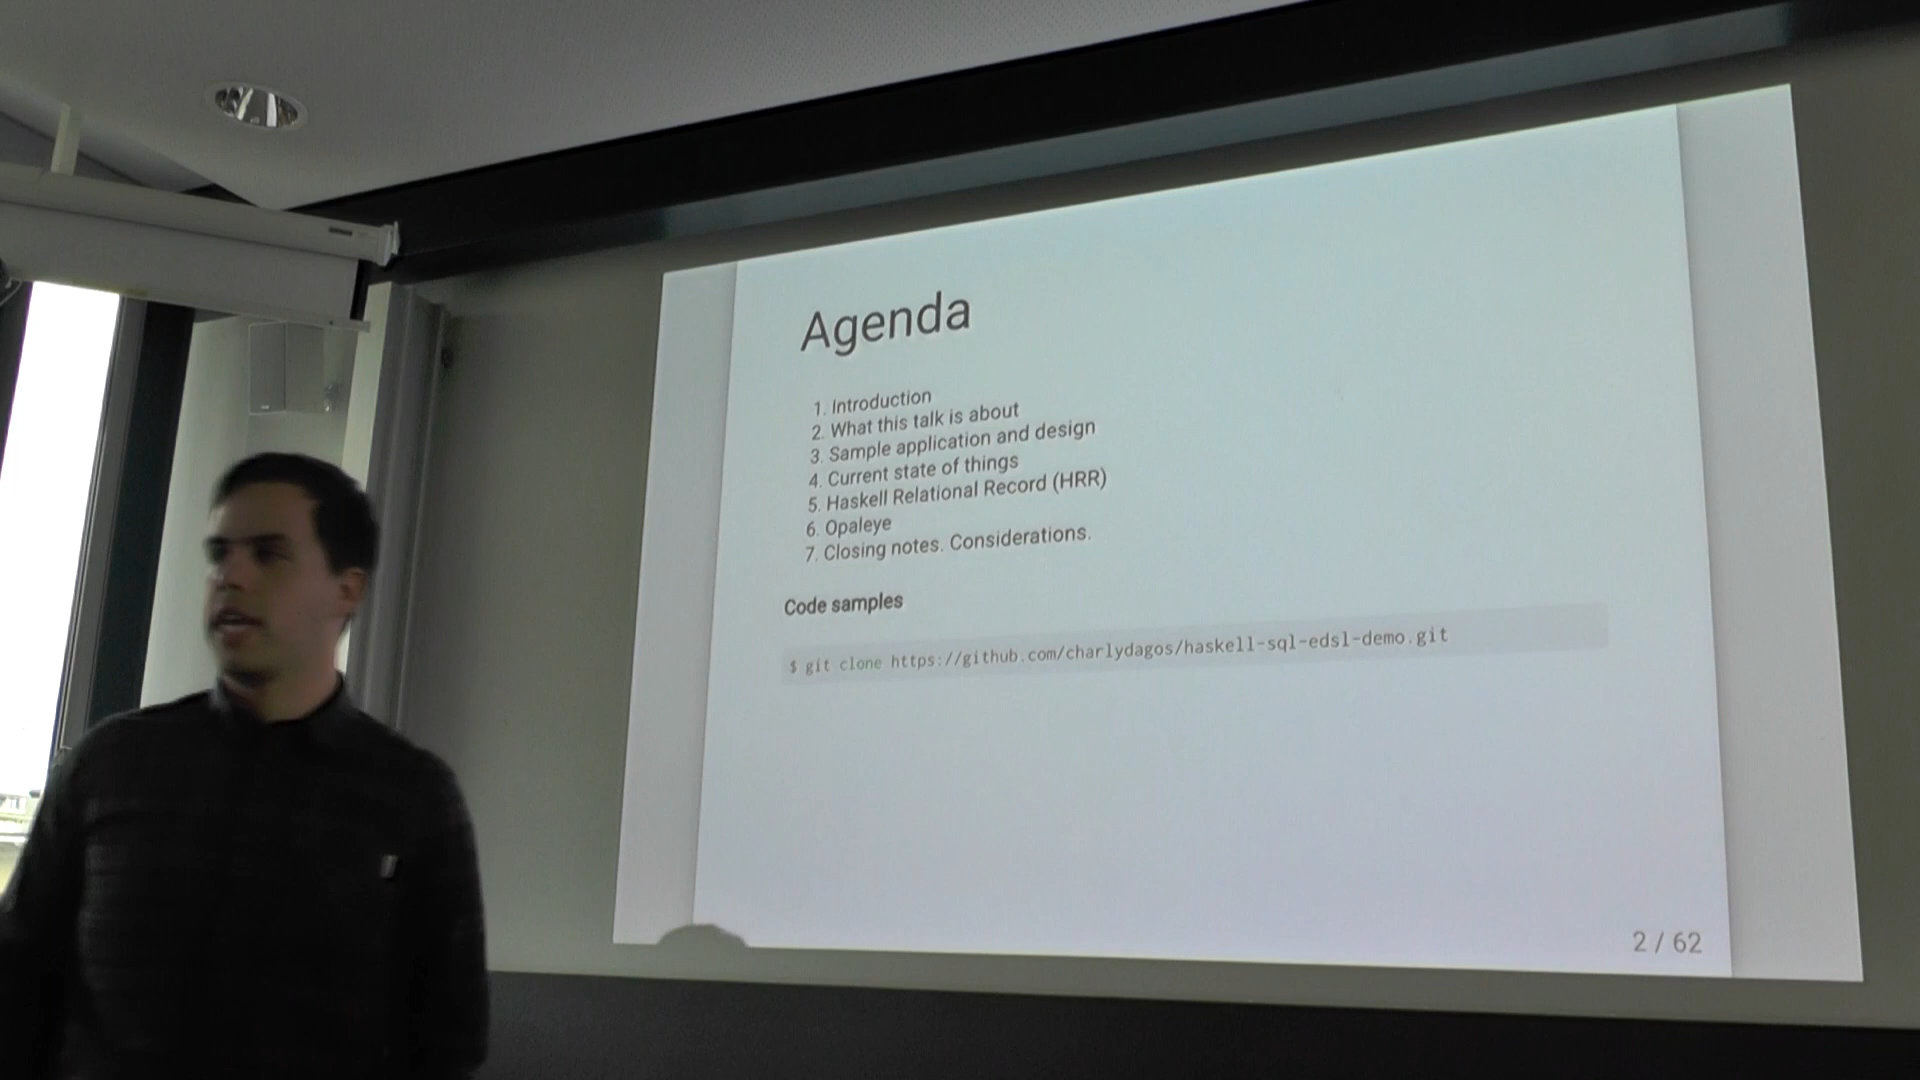 Agenda
1. Introduction
2. What this talk is about
3. Sample application and design
4. Current state of things
5. Haskell Relational Record (HRR)
6. Opaleye
7. Closing notes. Considerations.
Code samples
$ git clone https://github.com/charlydagos/haskell-sql-edsl-demo.git
2 / 62